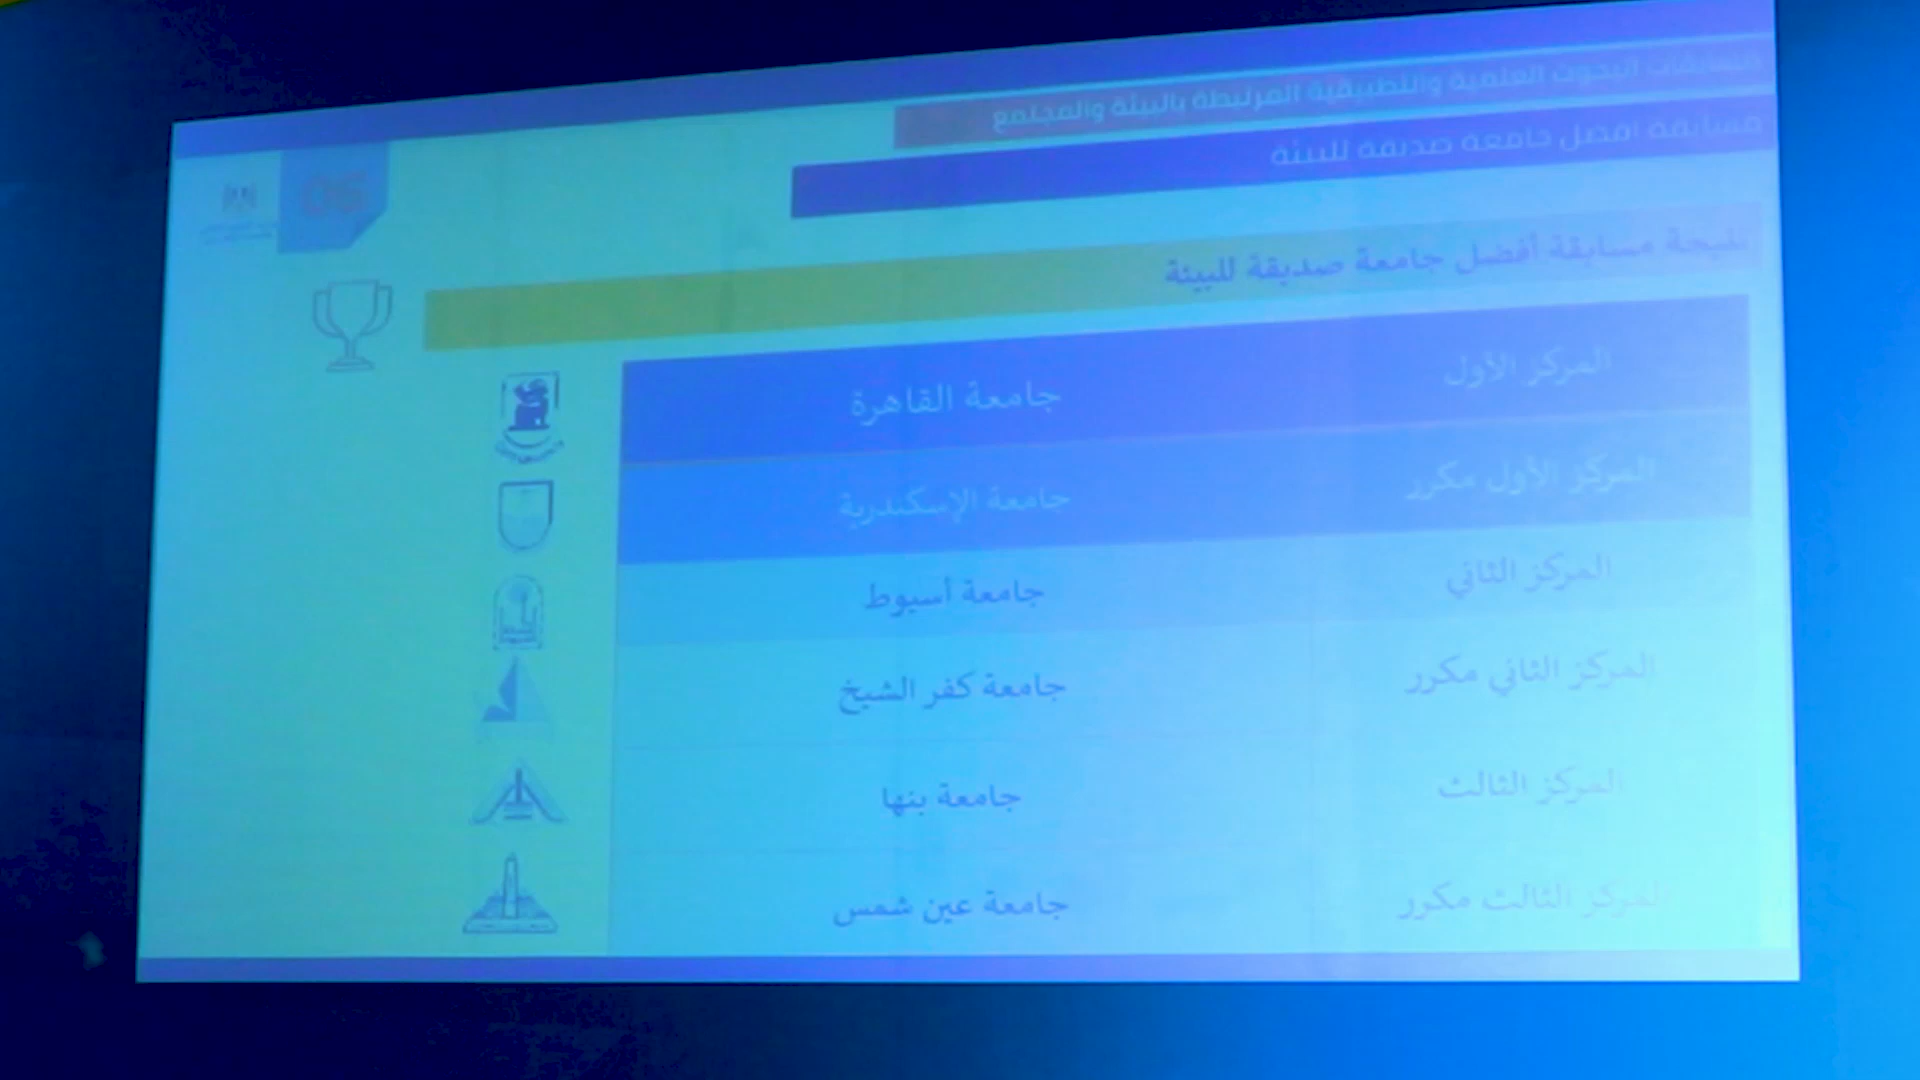 مسابقات البحوث العلمية والتطبيقية المرتبطة بالبيئة والمجتمع
مسابقة أفضل جامعة صديقة للبيئة
06
نتيجة مسابقة أفضل جامعة صديقة للبيئة
المركز الأول جامعة القاهرة
المركز الأول مكرر جامعة الإسكندرية
المركز الثاني جامعة أسيوط
المركز الثاني مكرر جامعة كفر الشيخ
المركز الثالث جامعة بنها
المركز الثالث مكرر جامعة عين شمس